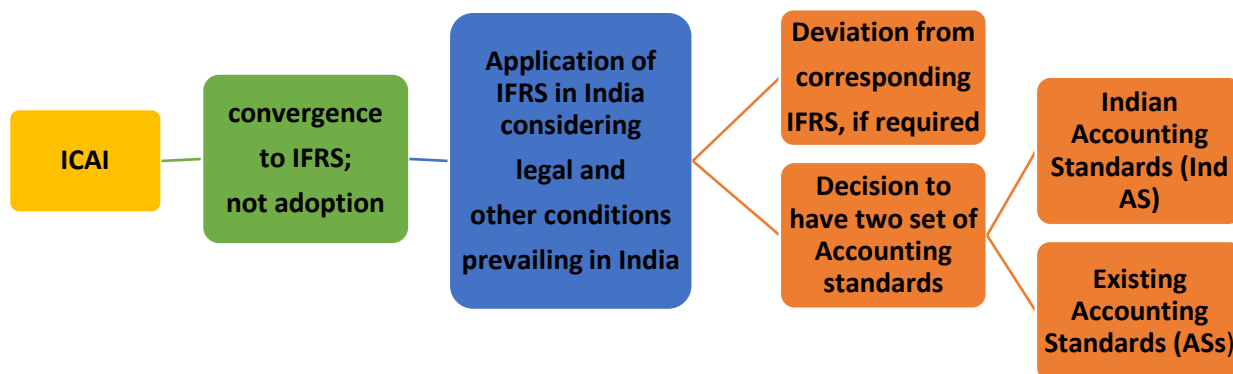 ICAI
convergence
to IFRS;
not adoption
Application of
IFRS in India
considering
legal and
other conditions
prevailing in India
Deviation from
corresponding
IFRS, if required
Decision to
have two set of
Accounting
standards
Indian
Accounting
Standards (Ind
AS)
Existing
Accounting
Standards (ASs)